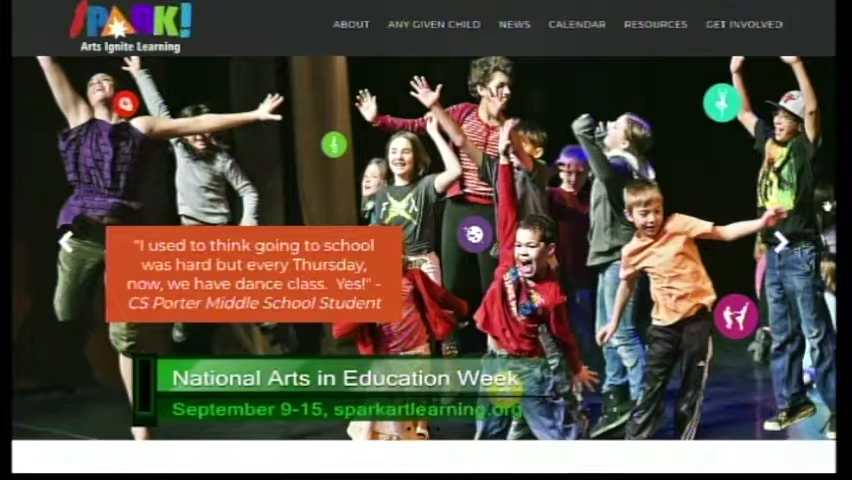 SPARK!
Arts Ignite Learning
ABOUT ANY GIVEN CHILD NEWS CALENDAR RESOURCES GET INVOLVED
"I used to think going to school
was hard but every Thursday,
now, we have dance class. Yes!" -
CS Porter Middle School Student
National Arts in Education Week
September 9-15, sparkartlearning.org